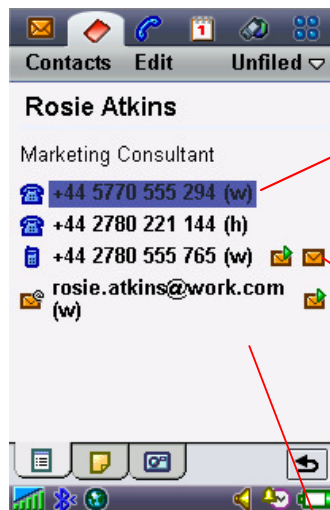 1
Contacts Edit Unfiled
Rosie Atkins
Marketing Consultant
+44 5770 555 294 (w)
+44 2780 221 144 (h)
+44 2780 555 765 (w)
rosie.atkins@work.com
(w)